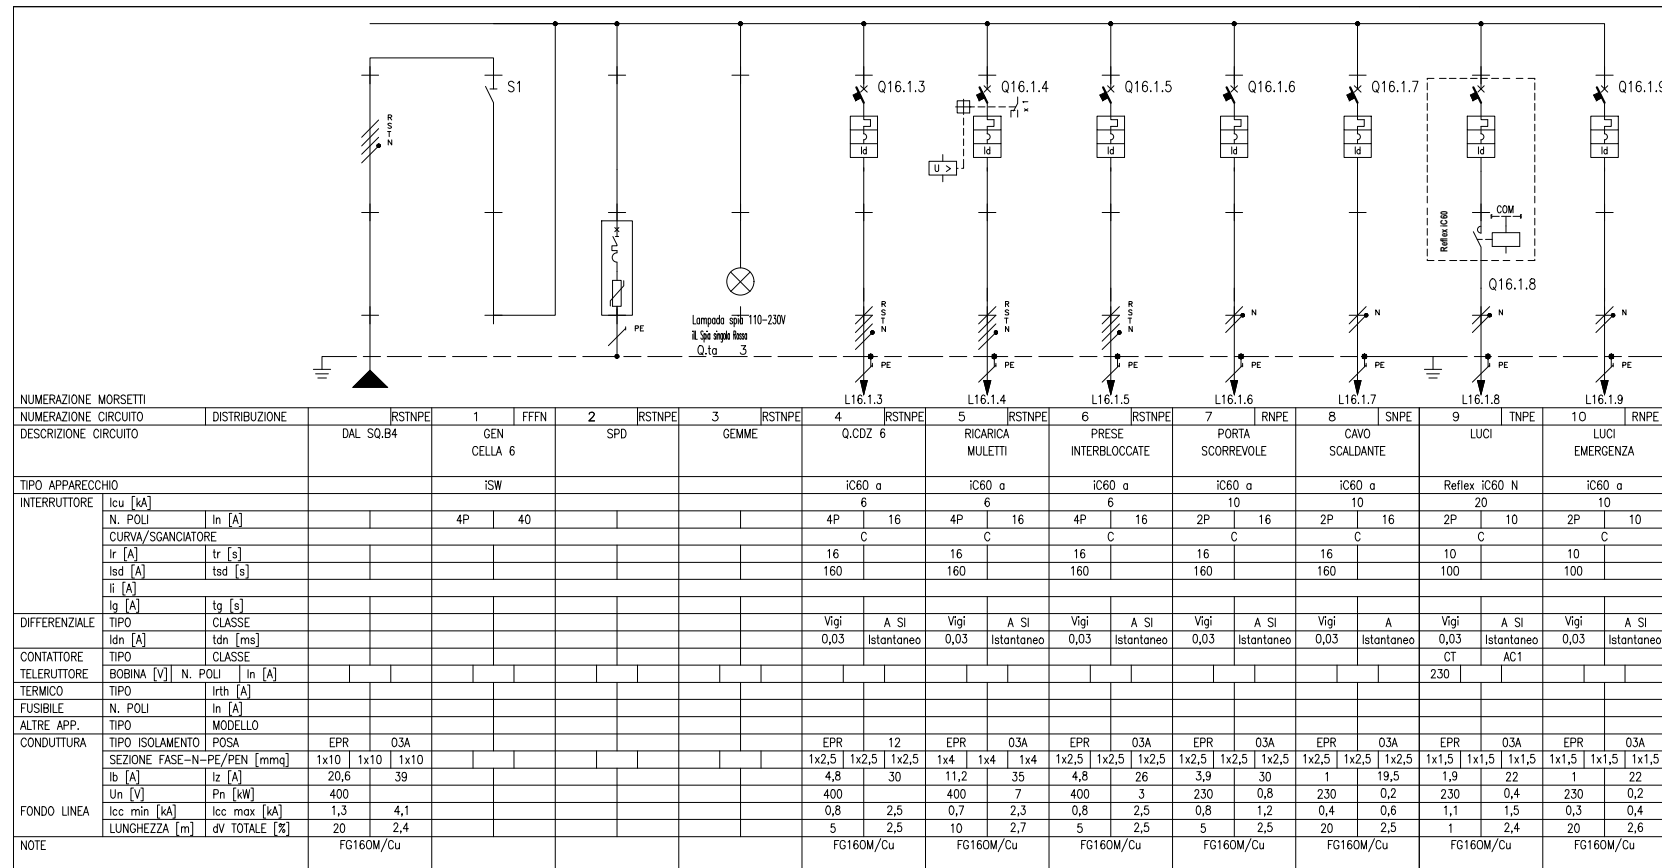 S1
Q16.1.3
Q16.1.4
Q16.1.5
Q16.1.6
Q16.1.7
Q16.1.9
x 1
R
S
T
N
Id
Id
Id
Id
Id
Id
Id
U >
COM
Reflex iC60
Q16.1.8
Lampada spia 110-230V
il. Spia singola Rossa
Q.ta 3
PE
R
S
T
N
R
S
T
N
R
S
T
N
N
N
N
N
PE
PE
PE
PE
PE
PE
PE
NUMERAZIONE MORSETTI L16.1.3 L16.1.4 L16.1.5 L16.1.6 L16.1.7 L16.1.8 L16.1.9
NUMERAZIONE CIRCUITO DISTRIBUZIONE RSTNPE 1 FFFN 2 RSTNPE 3 RSTNPE 4 RSTNPE 5 RSTNPE 6 RSTNPE 7 RNPE 8 SNPE 9 TNPE 10 RNPE
DESCRIZIONE CIRCUITO DAL SQ.B4 GEN SPD GEMME Q.CDZ 6 RICARICA PRESE PORTA CAVO LUCI LUCI
CELLA 6 MULETTI INTERBLOCCATE SCORREVOLE SCALDANTE EMERGENZA
TIPO APPARECCHIO iSW iC60 a iC60 a iC60 a iC60 a iC60 a Reflex iC60 N iC60 a
INTERRUTTORE Icu [kA] 6 6 6 10 10 20 10
N. POLI In [A] 4P 40 4P 16 4P 16 4P 16 2P 16 2P 16 2P 10 2P 10
CURVA/SGANCIATORE C C C C C C C
Ir [A] tr [s] 16 16 16 16 16 10 10
Isd [A] tsd [s] 160 160 160 160 160 100 100
Ii [A]
Ig [A] tg [s]
DIFFERENZIALE TIPO CLASSE Vigi A SI Vigi A SI Vigi A SI Vigi A SI Vigi A Vigi A SI Vigi A SI
Idn [A] tdn [ms] 0,03 Istantaneo 0,03 Istantaneo 0,03 Istantaneo 0,03 Istantaneo 0,03 Istantaneo 0,03 Istantaneo 0,03 Istantaneo
CONTATTORE TIPO CLASSE CT AC1
TELERUTTORE BOBINA [V] N. POLI In [A] 230
TERMICO TIPO Irth [A]
FUSIBILE N. POLI In [A]
ALTRE APP. TIPO MODELLO
CONDUTTURA TIPO ISOLAMENTO POSA EPR 03A EPR 12 EPR 03A EPR 03A EPR 03A EPR 03A EPR 03A EPR 03A
SEZIONE FASE-N-PE/PEN [mmq] 1x10 1x10 1x10 1x2,5 1x2,5 1x2,5 1x4 1x4 1x4 1x2,5 1x2,5 1x2,5 1x2,5 1x2,5 1x2,5 1x2,5 1x2,5 1x2,5 1x1,5 1x1,5 1x1,5 1x1,5 1x1,5 1x1,5
Ib [A] Iz [A] 20,6 39 4,8 30 11,2 35 4,8 26 3,9 30 1 19,5 1,9 22 1 22
Un [V] Pn [kW] 400 400 400 7 400 3 230 0,8 230 0,2 230 0,4 230 0,2
FONDO LINEA Icc min [kA] Icc max [kA] 1,3 4,1 0,8 2,5 0,7 2,3 0,8 2,5 0,8 1,2 0,4 0,6 1,1 1,5 0,3 0,4
LUNGHEZZA [m] dV TOTALE [%] 20 2,4 5 2,5 10 2,7 5 2,5 5 2,5 20 2,5 1 2,4 20 2,6
NOTE FG16OM/Cu FG16OM/Cu FG16OM/Cu FG16OM/Cu FG16OM/Cu FG16OM/Cu FG16OM/Cu FG16OM/Cu